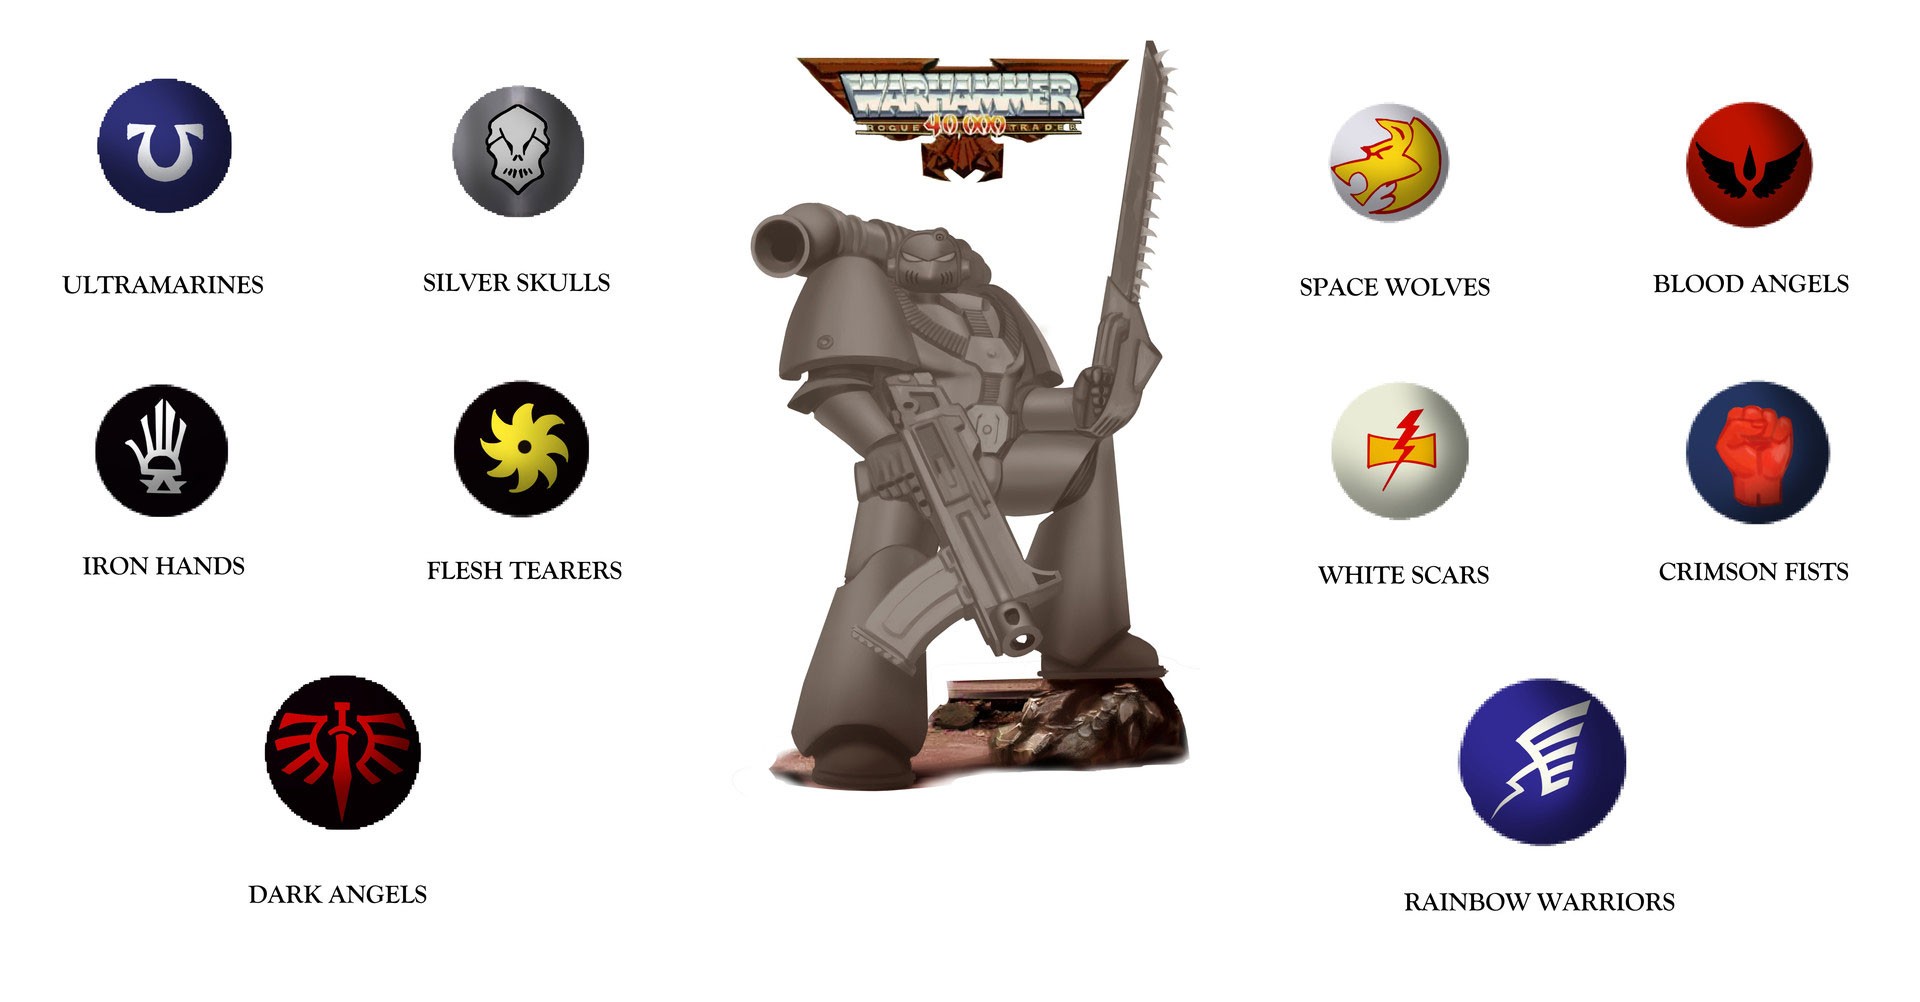 WARHAMMER
40,000
ROGUE TRADER
ULTRAMARINES
SILVER SKULLS
SPACE WOLVES
BLOOD ANGELS
IRON HANDS
FLESH TEARERS
WHITE SCARS
CRIMSON FISTS
DARK ANGELS
RAINBOW WARRIORS